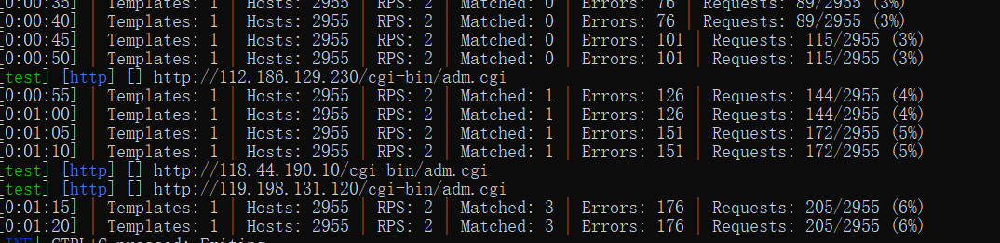 [0:00:35] | Templates: 1 | Hosts: 2955 | RPS: 2 | Matched: 0 | Errors: 76 | Requests: 89/2955 (3%)
[0:00:40] | Templates: 1 | Hosts: 2955 | RPS: 2 | Matched: 0 | Errors: 76 | Requests: 89/2955 (3%)
[0:00:45] | Templates: 1 | Hosts: 2955 | RPS: 2 | Matched: 0 | Errors: 101 | Requests: 115/2955 (3%)
[0:00:50] | Templates: 1 | Hosts: 2955 | RPS: 2 | Matched: 0 | Errors: 101 | Requests: 115/2955 (3%)
[test] [http] [] http://112.186.129.230/cgi-bin/adm.cgi
[0:00:55] | Templates: 1 | Hosts: 2955 | RPS: 2 | Matched: 1 | Errors: 126 | Requests: 144/2955 (4%)
[0:01:00] | Templates: 1 | Hosts: 2955 | RPS: 2 | Matched: 1 | Errors: 126 | Requests: 144/2955 (4%)
[0:01:05] | Templates: 1 | Hosts: 2955 | RPS: 2 | Matched: 1 | Errors: 151 | Requests: 172/2955 (5%)
[0:01:10] | Templates: 1 | Hosts: 2955 | RPS: 2 | Matched: 1 | Errors: 151 | Requests: 172/2955 (5%)
[test] [http] [] http://118.44.190.10/cgi-bin/adm.cgi
[test] [http] [] http://119.198.131.120/cgi-bin/adm.cgi
[0:01:15] | Templates: 1 | Hosts: 2955 | RPS: 2 | Matched: 3 | Errors: 176 | Requests: 205/2955 (6%)
[0:01:20] | Templates: 1 | Hosts: 2955 | RPS: 2 | Matched: 3 | Errors: 176 | Requests: 205/2955 (6%)
[INF] CTRL+C pressed: Exiting